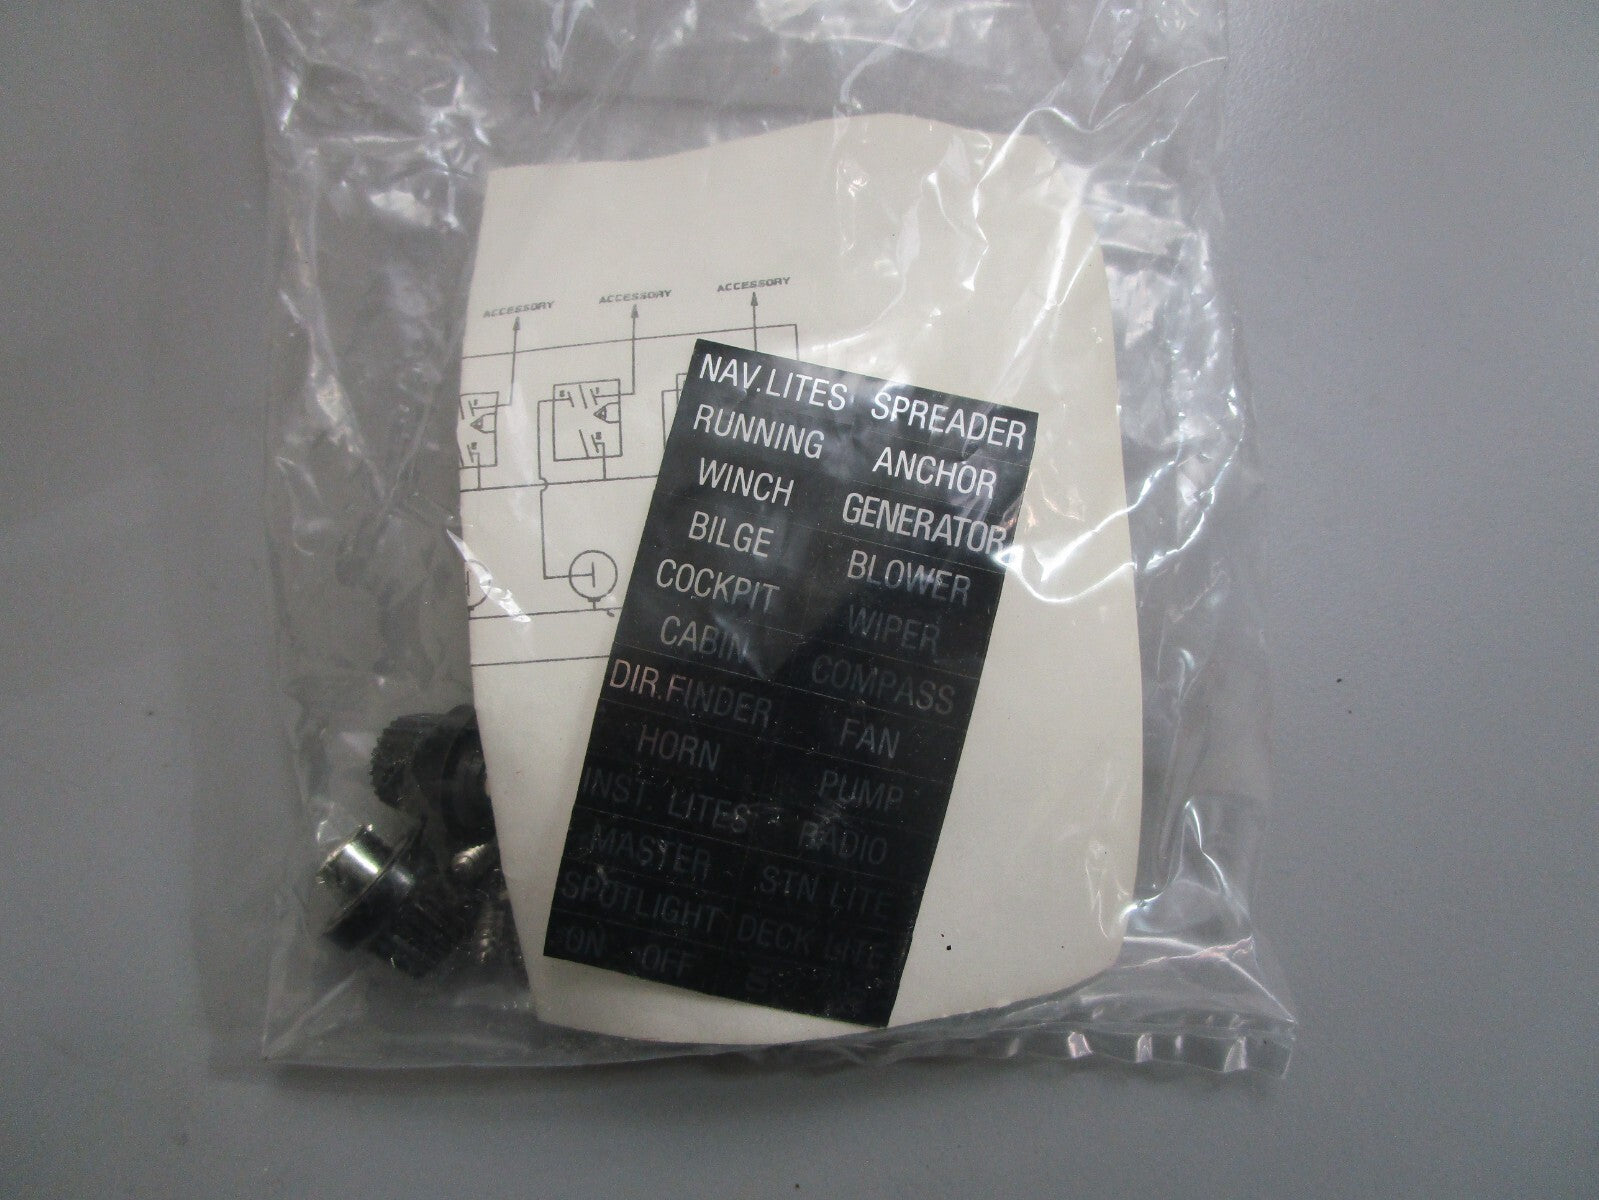 ACCESSORY ACCESSORY ACCESSORY
NAV.LITES SPREADER
RUNNING ANCHOR
WINCH GENERATOR
BILGE BLOWER
COCKPIT WIPER
CABIN COMPASS
DIR.FINDER FAN
HORN PUMP
INST. LITES RADIO
MASTER STN LITE
SPOTLIGHT DECK LITE
ON OFF